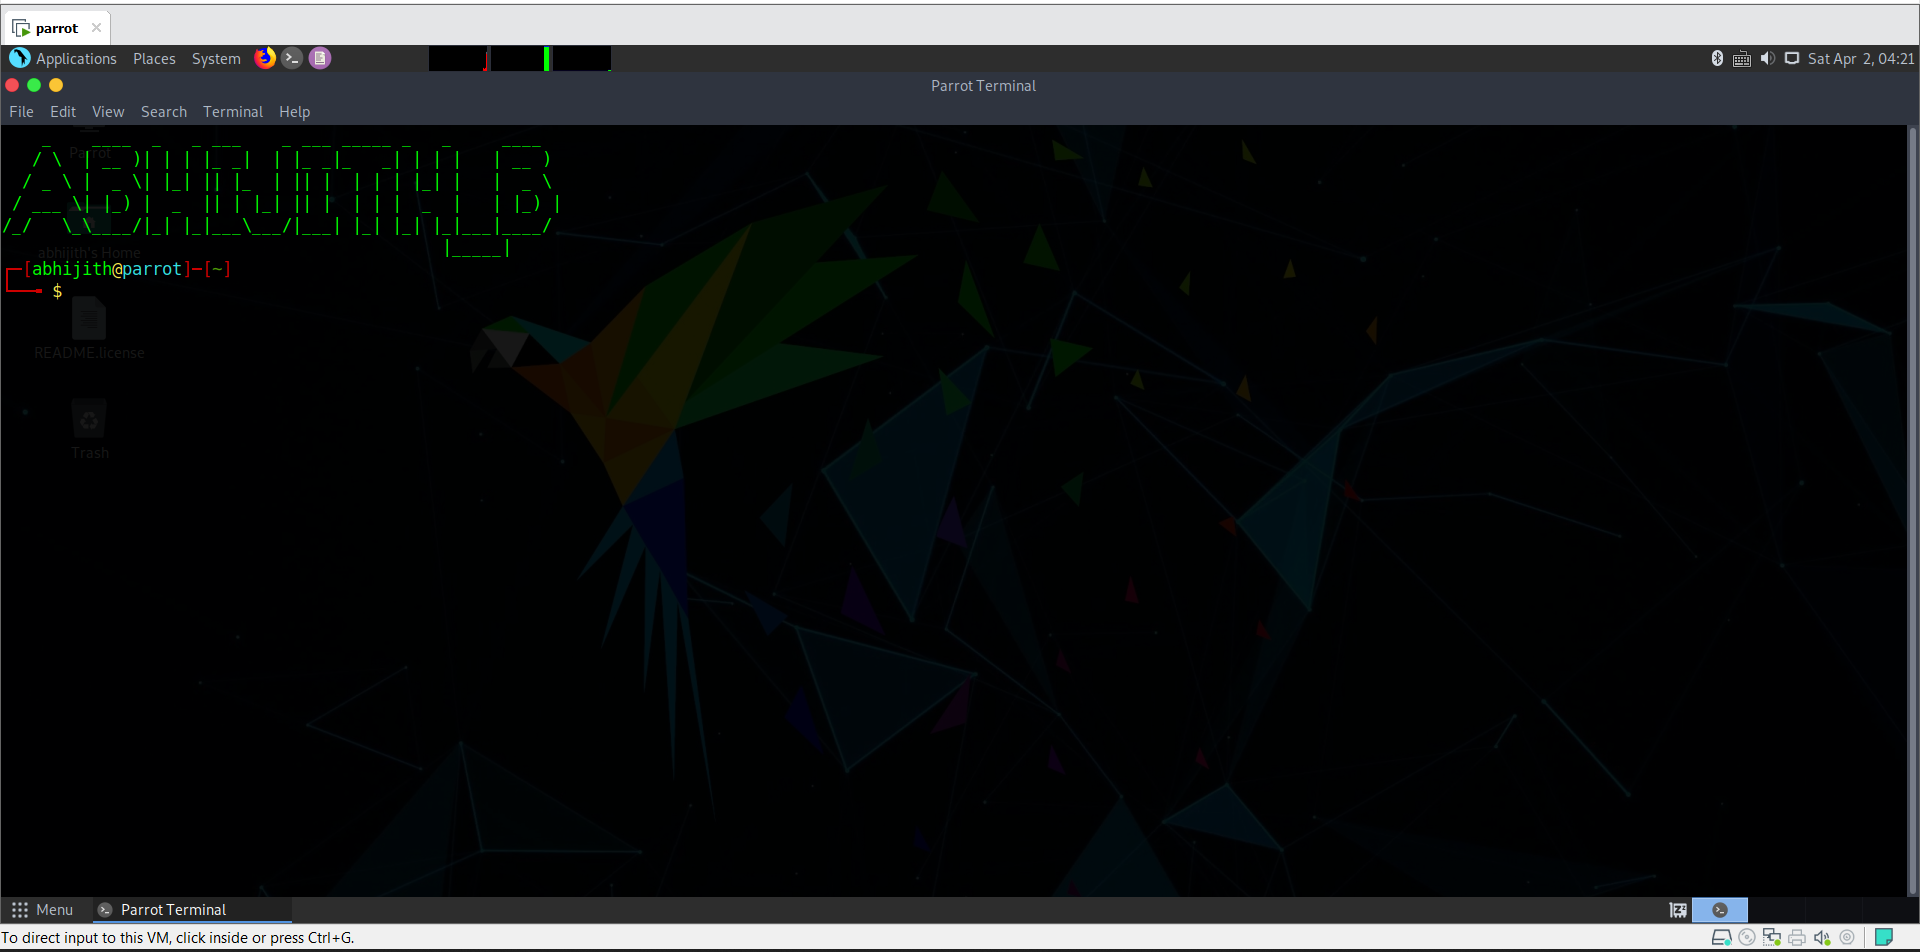 parrot
Applications Places System Sat Apr 2, 04:21
Parrot Terminal
File Edit View Search Terminal Help
Parrot
ABHIJITH_B
abhijith's Home
┌─[abhijith@parrot]─[~]
└──╼ $
README.license
Trash
Menu Parrot Terminal
To direct input to this VM, click inside or press Ctrl+G.